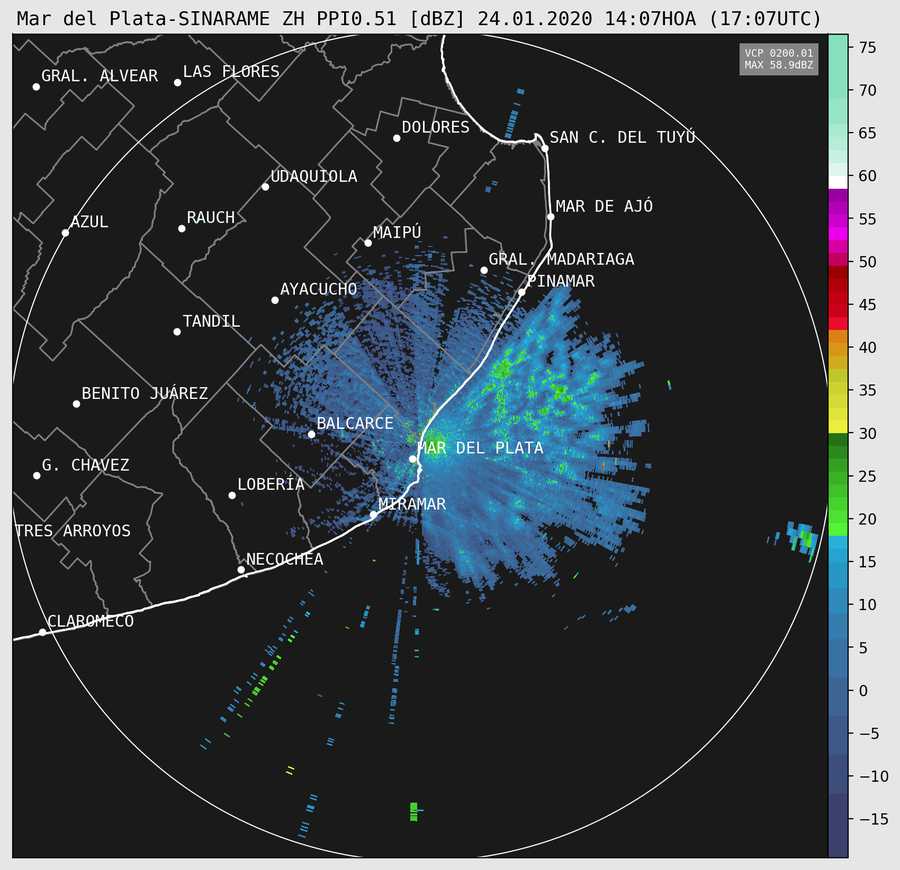 Mar del Plata-SINARAME ZH PPI0.51 [dBZ] 24.01.2020 14:07HOA (17:07UTC)
VCP 0200.01
MAX 58.9dBZ
GRAL. ALVEAR
LAS FLORES
DOLORES
SAN C. DEL TUYÚ
UDAQUIOLA
MAR DE AJÓ
AZUL
RAUCH
MAIPÚ
GRAL. MADARIAGA
PINAMAR
AYACUCHO
TANDIL
BENITO JUÁREZ
BALCARCE
MAR DEL PLATA
G. CHAVEZ
LOBERÍA
MIRAMAR
TRES ARROYOS
NECOCHEA
CLAROMECO
75
70
65
60
55
50
45
40
35
30
25
20
15
10
5
0
−5
−10
−15